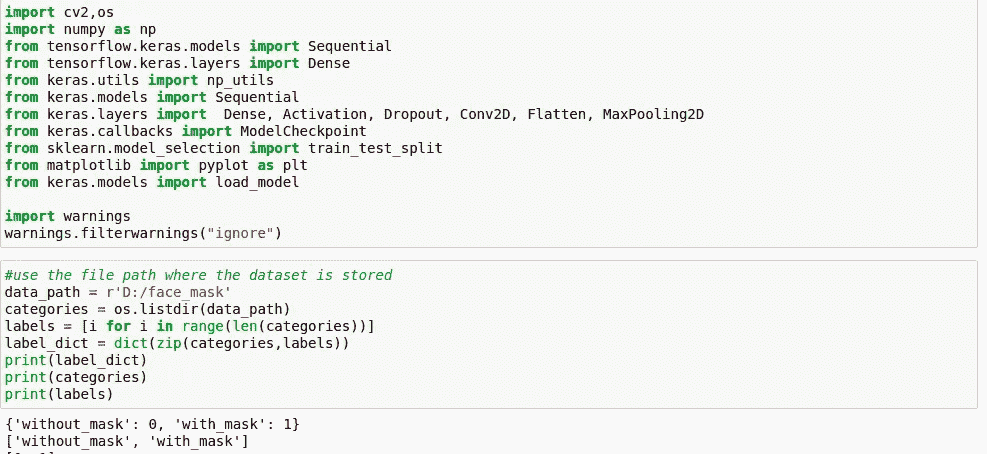 import cv2,os
import numpy as np
from tensorflow.keras.models import Sequential
from tensorflow.keras.layers import Dense
from keras.utils import np_utils
from keras.models import Sequential
from keras.layers import  Dense, Activation, Dropout, Conv2D, Flatten, MaxPooling2D
from keras.callbacks import ModelCheckpoint
from sklearn.model_selection import train_test_split
from matplotlib import pyplot as plt
from keras.models import load_model
import warnings
warnings.filterwarnings("ignore")
#use the file path where the dataset is stored
data_path = r'D:/face_mask'
categories = os.listdir(data_path)
labels = [i for i in range(len(categories))]
label_dict = dict(zip(categories,labels))
print(label_dict)
print(categories)
print(labels)
{'without_mask': 0, 'with_mask': 1}
['without_mask', 'with_mask']